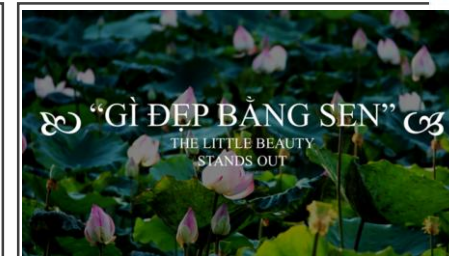 “GÌ ĐẸP BẰNG SEN”
THE LITTLE BEAUTY
STANDS OUT